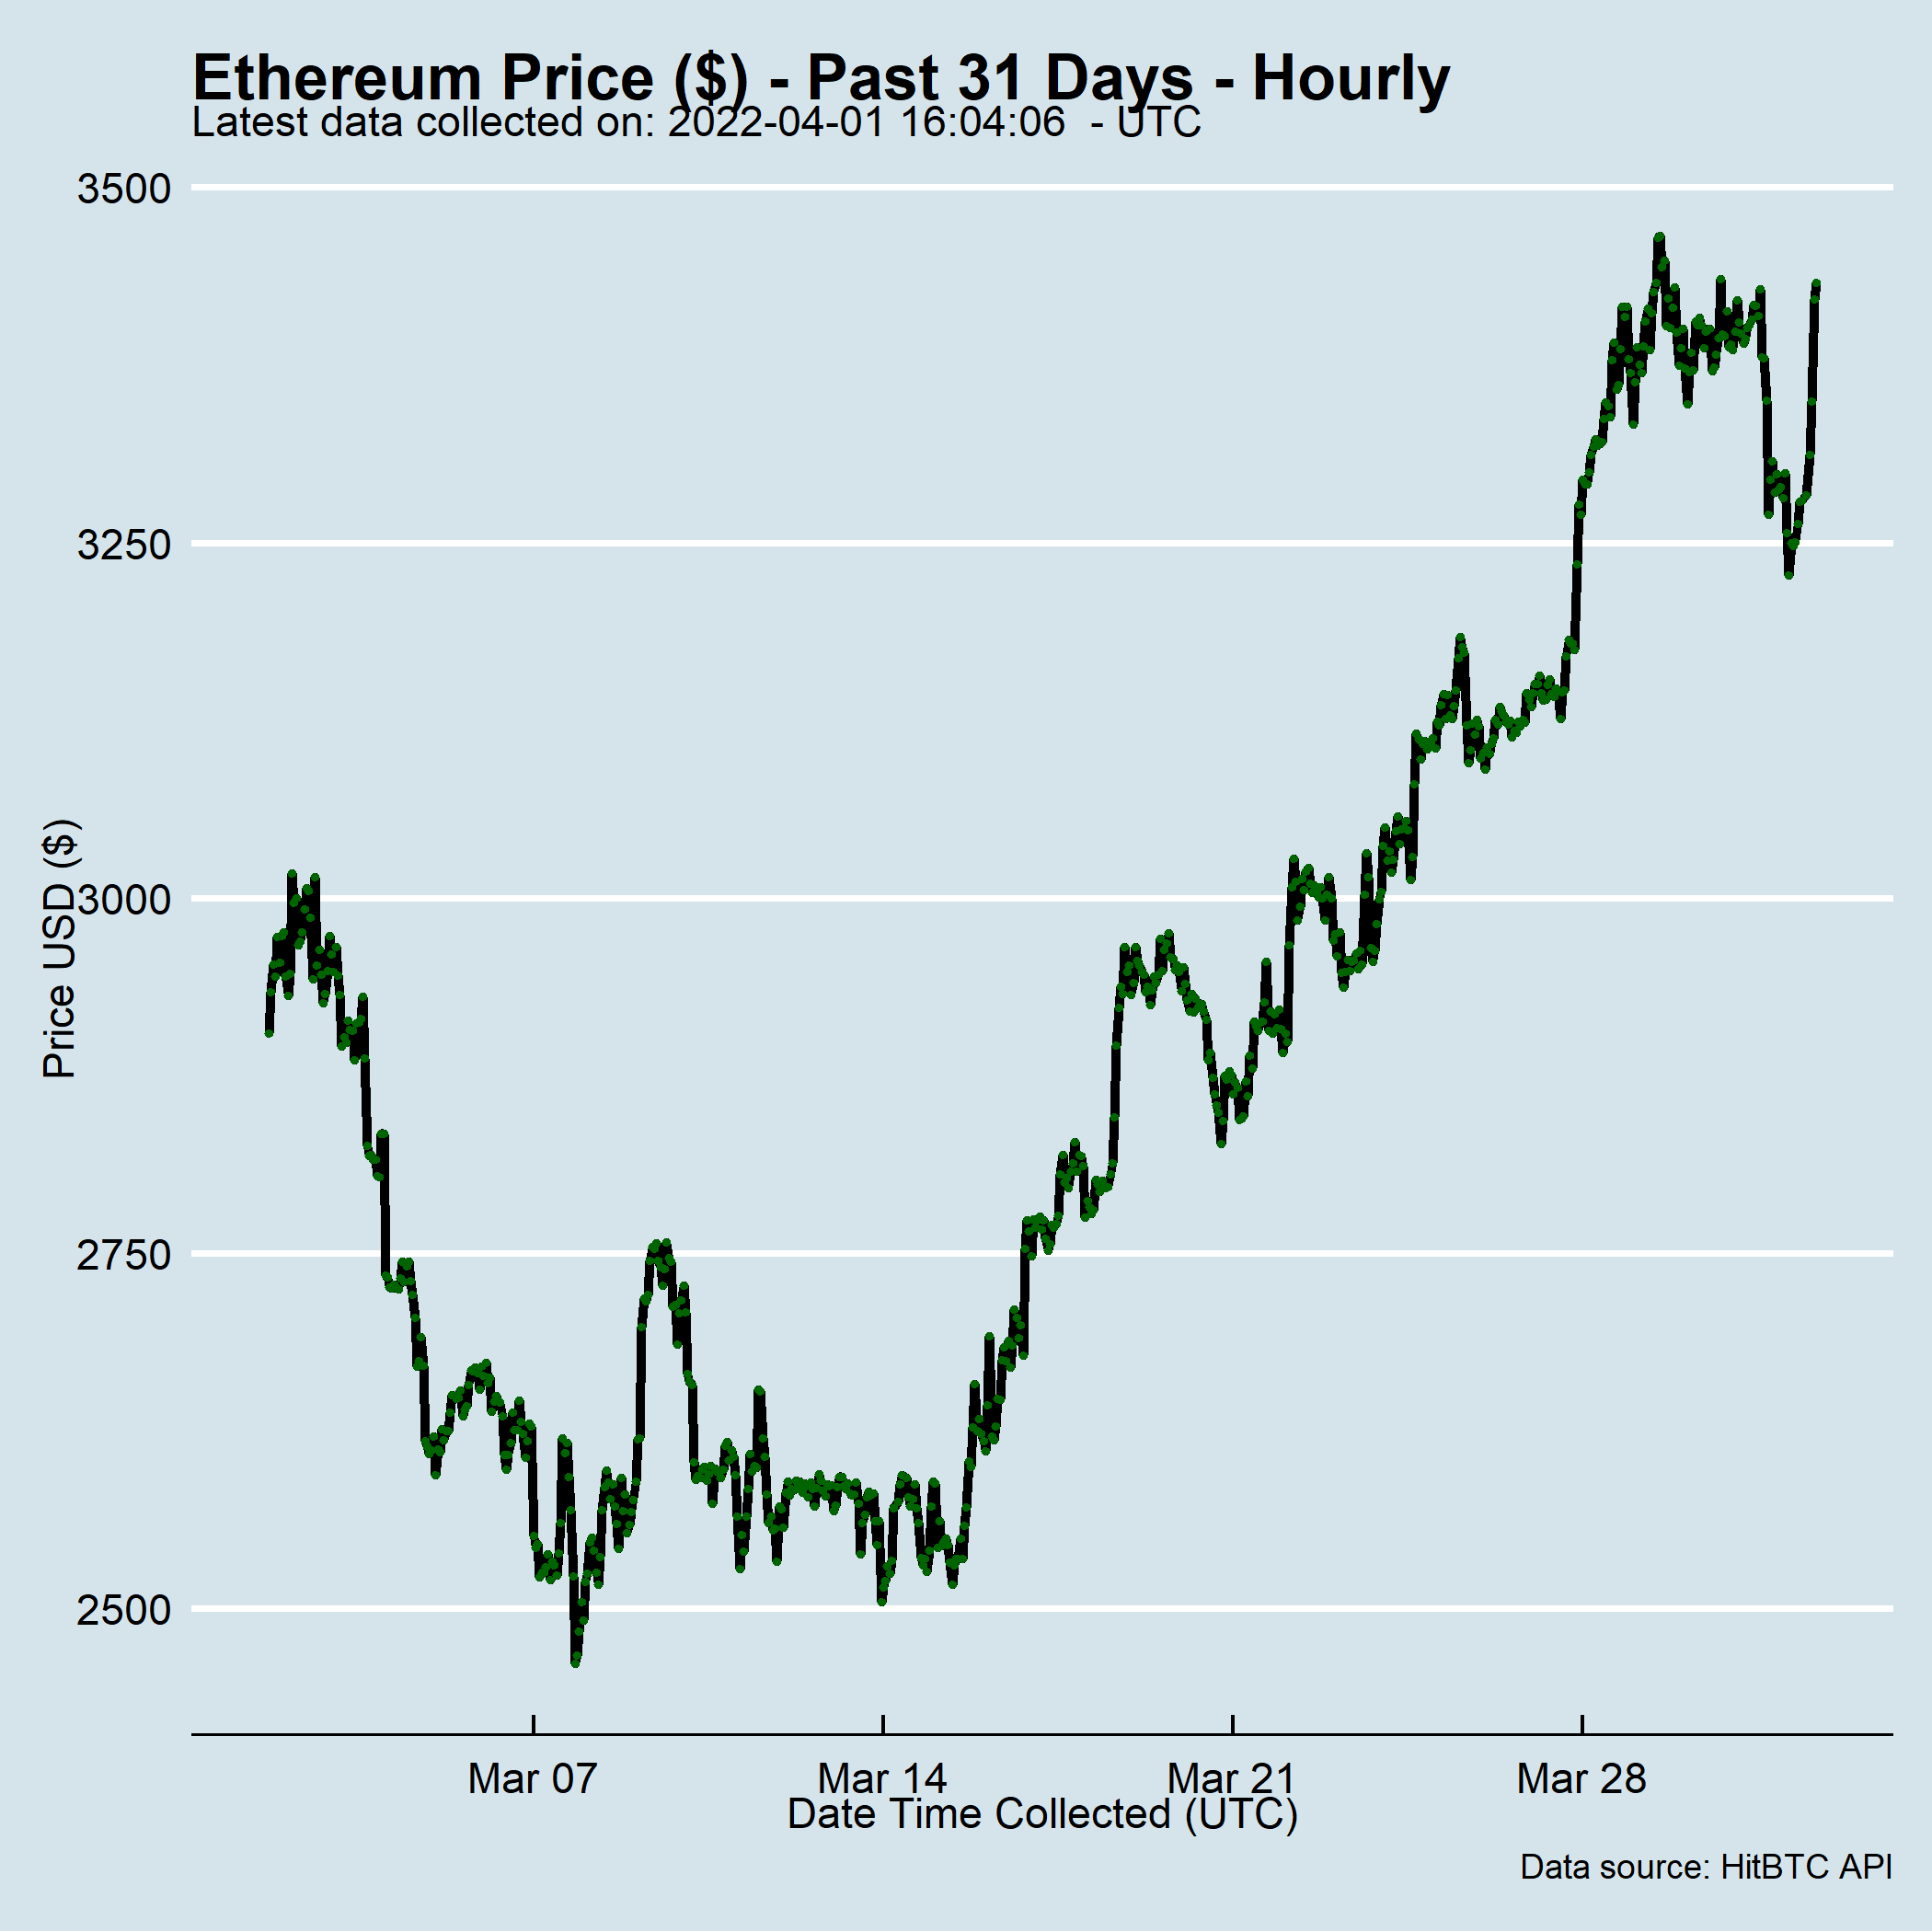 Ethereum Price ($) - Past 31 Days - Hourly
Latest data collected on: 2022-04-01 16:04:06  - UTC
3500
3250
3000
2750
2500
Price USD ($)
Mar 07 Mar 14 Mar 21 Mar 28
Date Time Collected (UTC)
Data source: HitBTC API